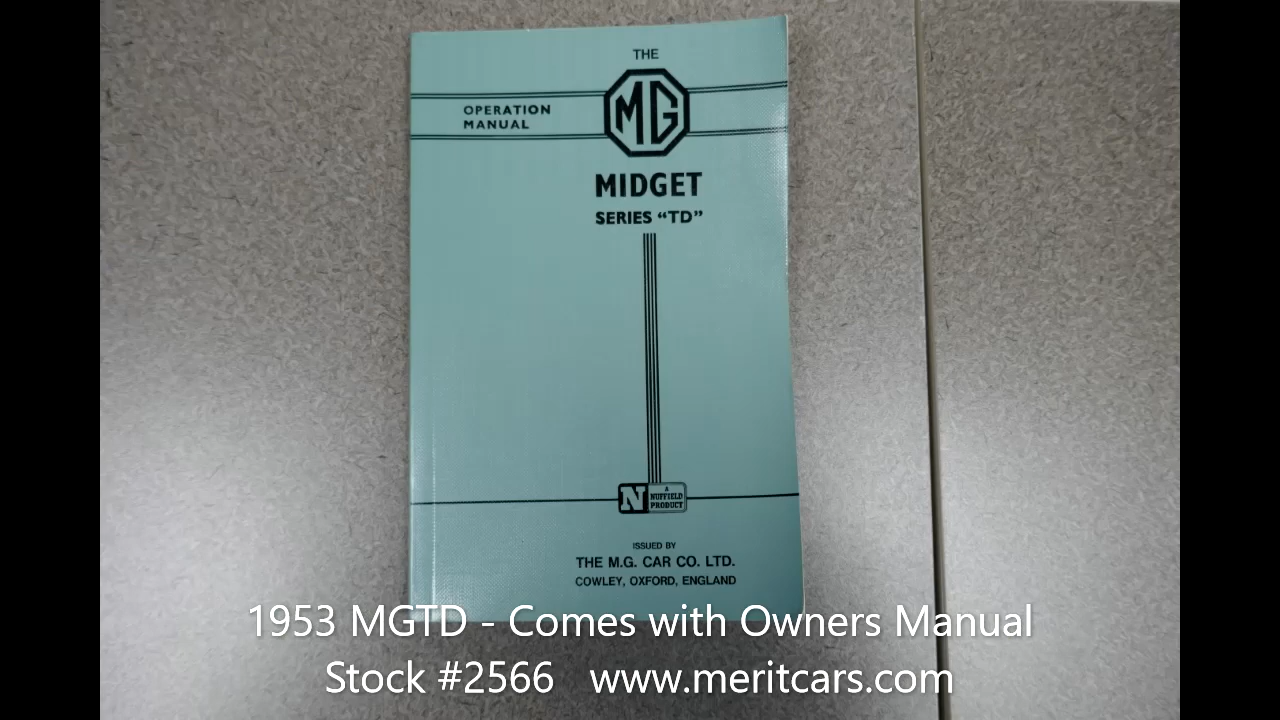 THE
MG
OPERATION
MANUAL
MIDGET
SERIES “TD”
N
A
NUFFIELD
PRODUCT
ISSUED BY
THE M.G. CAR CO. LTD.
COWLEY, OXFORD, ENGLAND
1953 MGTD - Comes with Owners Manual
Stock #2566 www.meritcars.com